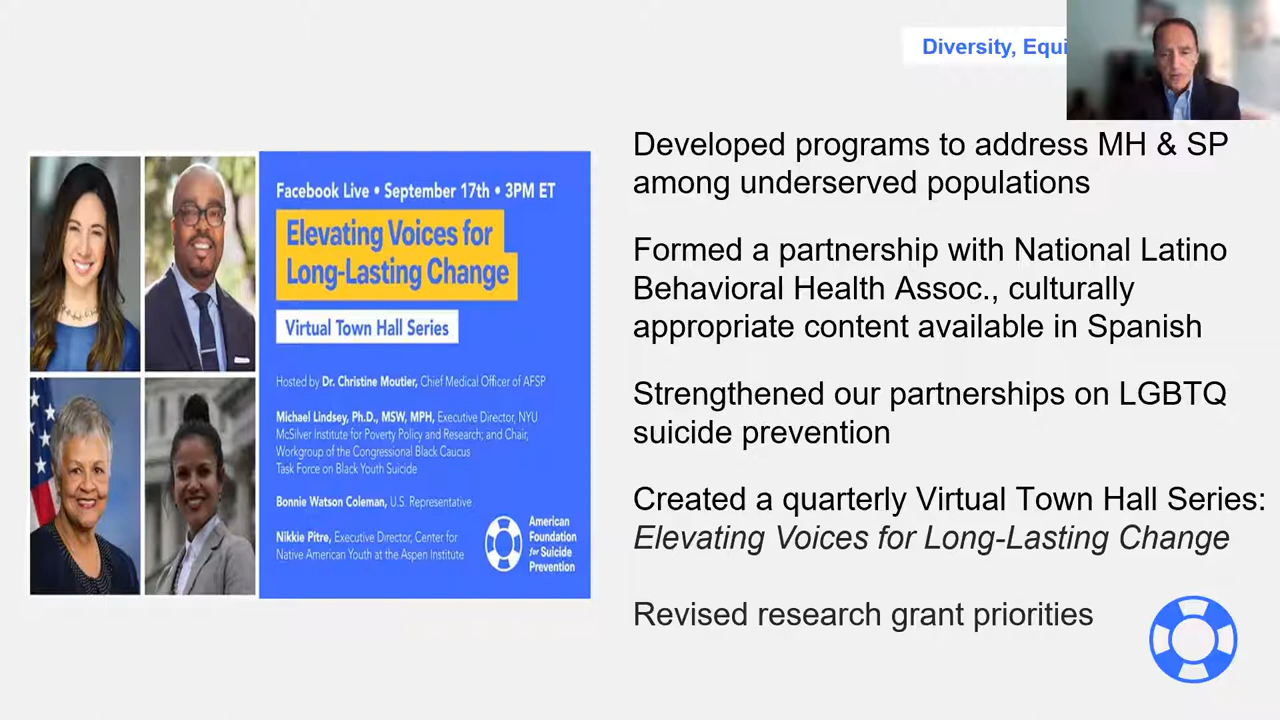 Diversity, Equi
Developed programs to address MH & SP
among underserved populations
Formed a partnership with National Latino
Behavioral Health Assoc., culturally
appropriate content available in Spanish
Strengthened our partnerships on LGBTQ
suicide prevention
Created a quarterly Virtual Town Hall Series:
Elevating Voices for Long-Lasting Change
Revised research grant priorities
Facebook Live • September 17th • 3PM ET
Elevating Voices for
Long-Lasting Change
Virtual Town Hall Series
Hosted by Dr. Christine Moutier, Chief Medical Officer of AFSP
Michael Lindsey, Ph.D., MSW, MPH, Executive Director, NYU
McSilver Institute for Poverty Policy and Research; and Chair,
Workgroup of the Congressional Black Caucus
Task Force on Black Youth Suicide
Bonnie Watson Coleman, U.S. Representative
Nikkie Pitre, Executive Director, Center for
Native American Youth at the Aspen Institute
American
Foundation
for Suicide
Prevention